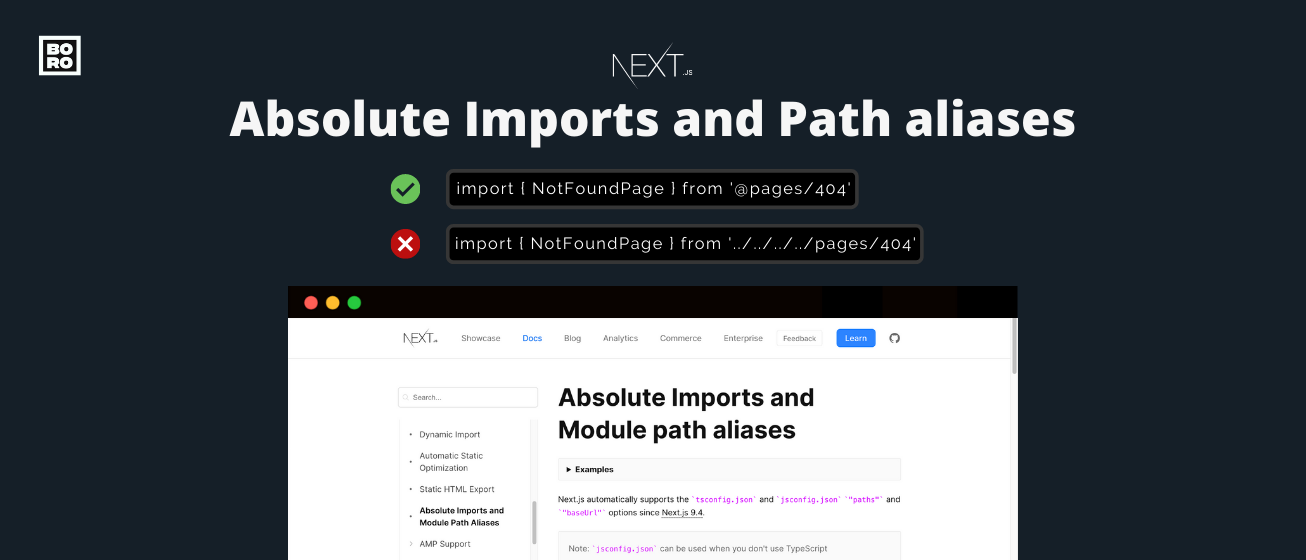 BO
RO
NEXT.JS
Absolute Imports and Path aliases
import { NotFoundPage } from '@pages/404'
import { NotFoundPage } from '../../../../pages/404'
NEXT.JS Showcase Docs Blog Analytics Commerce Enterprise Feedback Learn
Search...
Dynamic Import
Automatic Static
Optimization
Static HTML Export
Absolute Imports and
Module Path Aliases
AMP Support
Absolute Imports and
Module path aliases
Examples
Next.js automatically supports the `tsconfig.json` and `jsconfig.json` `"paths"` and
`"baseUrl"` options since Next.js 9.4.
Note: `jsconfig.json` can be used when you don't use TypeScript